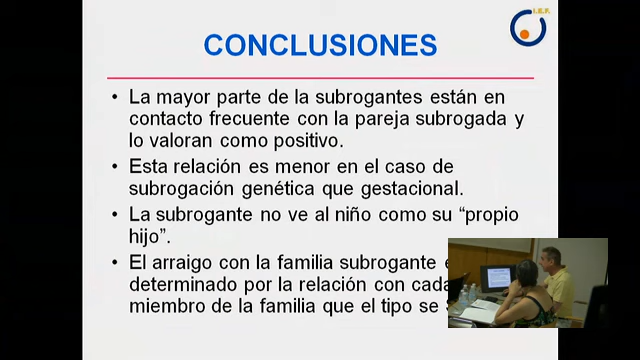 I.E.F.
CONCLUSIONES
• La mayor parte de la subrogantes están en
contacto frecuente con la pareja subrogada y
lo valoran como positivo.
• Esta relación es menor en el caso de
subrogación genética que gestacional.
• La subrogante no ve al niño como su “propio
hijo”.
• El arraigo con la familia subrogante
determinado por la relación con cada
miembro de la familia que el tipo se